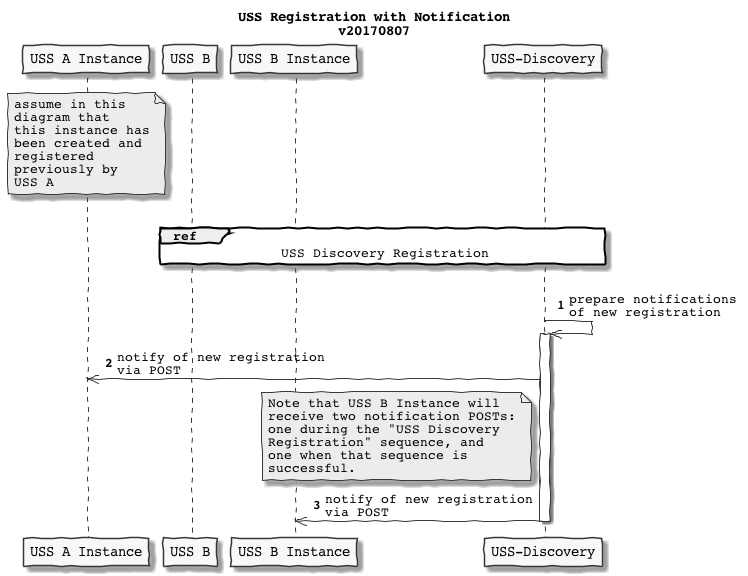 USS Registration with Notification
v20170807
USS A Instance
USS B
USS B Instance
USS-Discovery
assume in this
diagram that
this instance has
been created and
registered
previously by
USS A
ref
USS Discovery Registration
1 prepare notifications
of new registration
2 notify of new registration
via POST
Note that USS B Instance will
receive two notification POSTs:
one during the "USS Discovery
Registration" sequence, and
one when that sequence is
successful.
3 notify of new registration
via POST
USS A Instance
USS B
USS B Instance
USS-Discovery